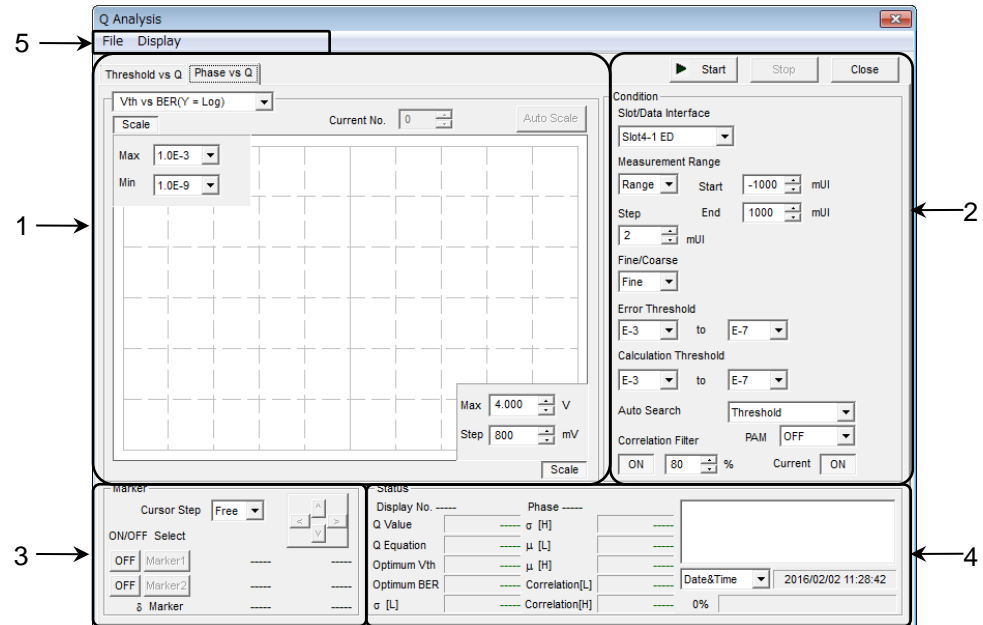 Q Analysis
5
File Display
Threshold vs Q Phase vs Q
Vth vs BER(Y = Log)
Scale
Current No. 0
Auto Scale
Max 1.0E-3
Min 1.0E-9
1
Max 4.000 V
Step 800 mV
Scale
Start Stop Close
Condition
Slot/Data Interface
Slot4-1 ED
Measurement Range
Range Start -1000 mUI
Step End 1000 mUI
2 mUI
2
Fine/Coarse
Fine
Error Threshold
E-3 to E-7
Calculation Threshold
E-3 to E-7
Auto Search Threshold
PAM OFF
Correlation Filter
ON 80 % Current ON
Marker
Cursor Step Free
^
< >
v
ON/OFF Select
3
OFF Marker1 ----- -----
OFF Marker2 ----- -----
δ Marker ----- -----
Status
Display No. ----- Phase -----
Q Value ----- σ [H] -----
Q Equation ----- μ [L] -----
Optimum Vth ----- μ [H] -----
Optimum BER ----- Correlation[L] -----
σ [L] ----- Correlation[H] -----
Date&Time 2016/02/02 11:28:42
0%
4